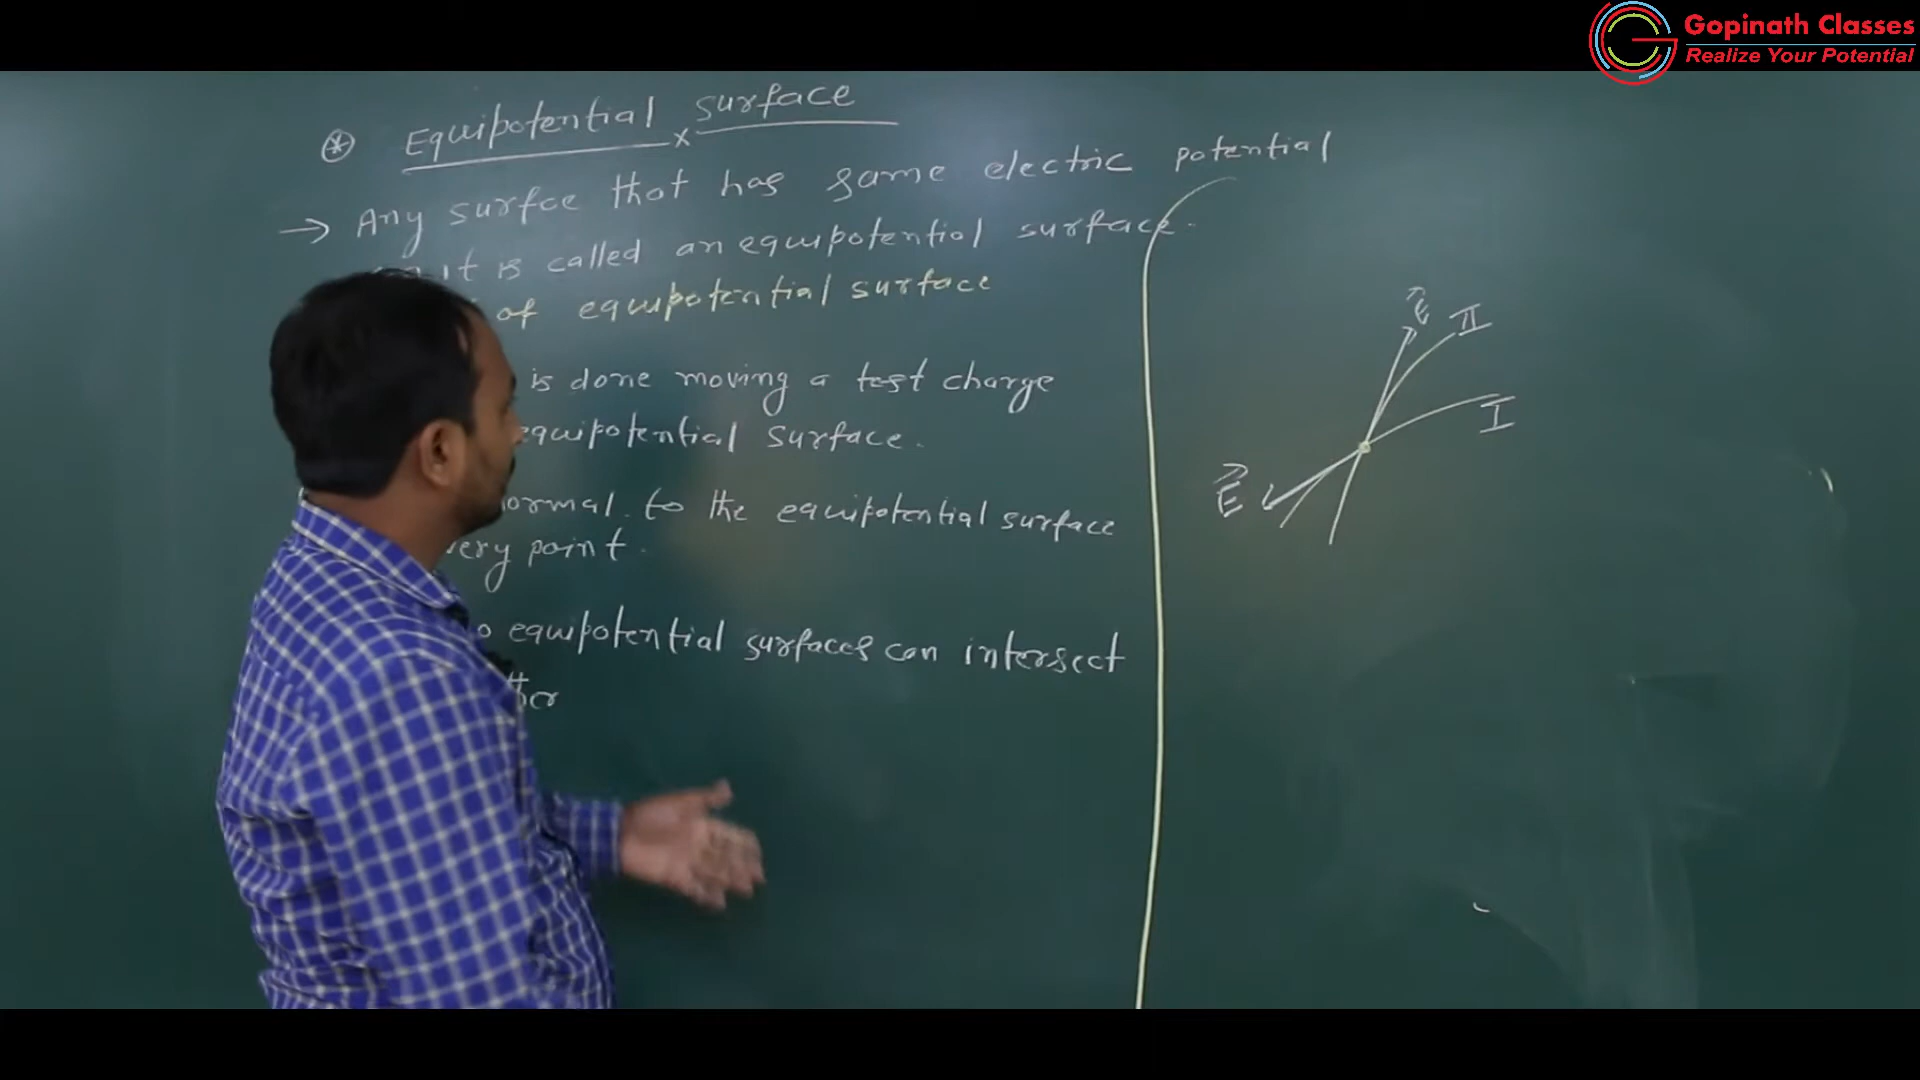 Gopinath Classes
Realize Your Potential
Equipotential surface
→ Any surfce that has same electric potential
it is called an equipotential surface.
of equipotential surface
is done moving a test charge
equipotential surface.
ormal to the equipotential surface
very point.
o equipotential surfaces can intersect
E
II
I
E